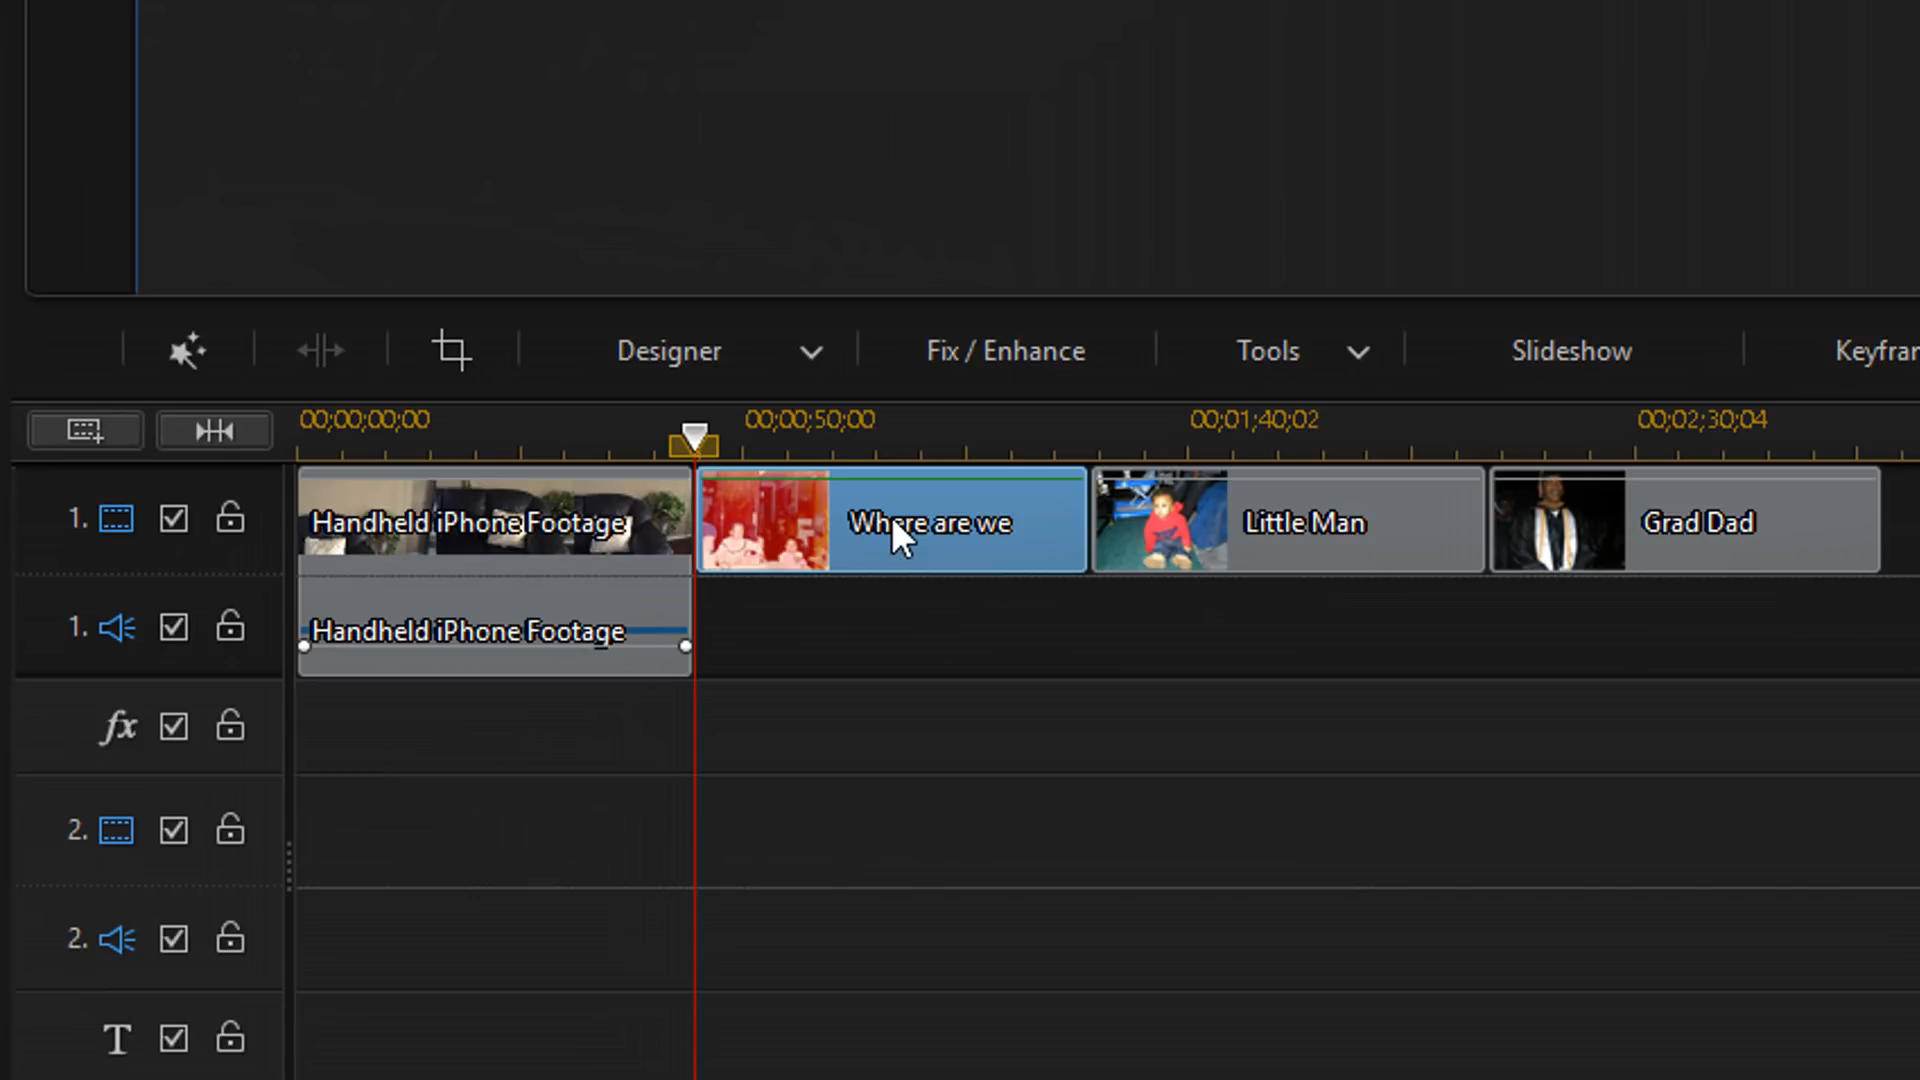 Designer Fix / Enhance Tools Slideshow Keyfrar
00;00;00;00 00;00;50;00 00;01;40;02 00;02;30;04
1. Handheld iPhone Footage Where are we Little Man Grad Dad
1. Handheld iPhone Footage
fx
2.
2.
T